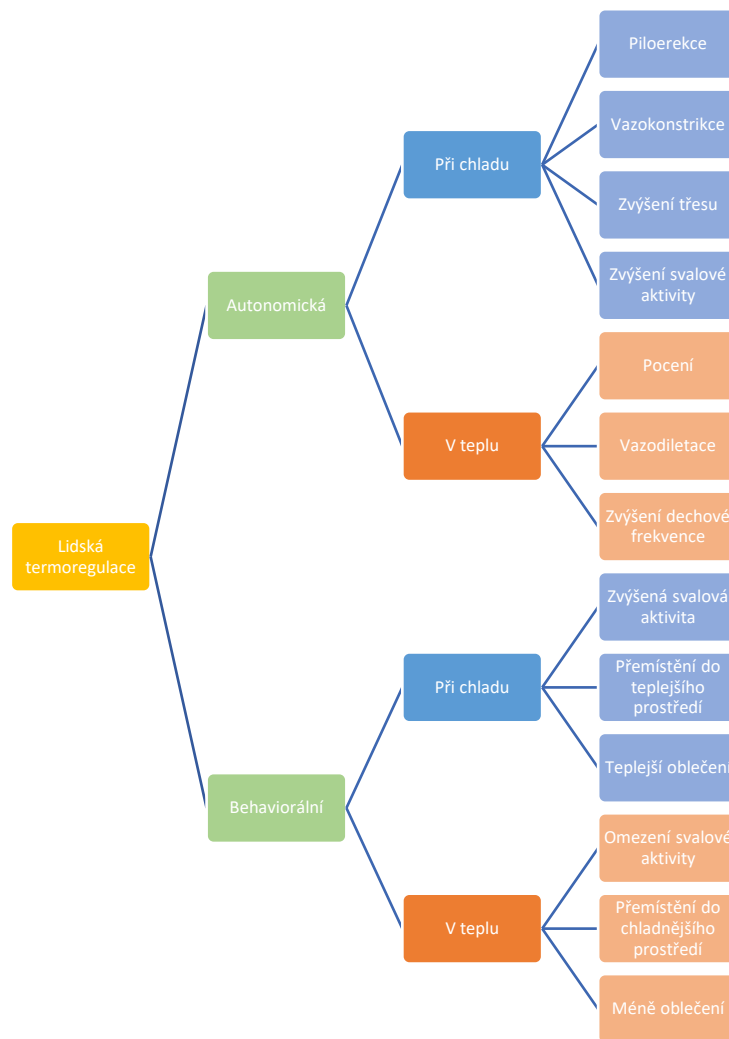 Lidská
termoregulace
Autonomická
Při chladu
Piloerekce
Vazokonstrikce
Zvýšení třesu
Zvýšení svalové
aktivity
V teplu
Pocení
Vazodiletace
Zvýšení dechové
frekvence
Behaviorální
Při chladu
Zvýšená svalová
aktivita
Přemístění do
teplejšího
prostředí
Teplejší oblečení
V teplu
Omezení svalové
aktivity
Přemístění do
chladnějšího
prostředí
Méně oblečení